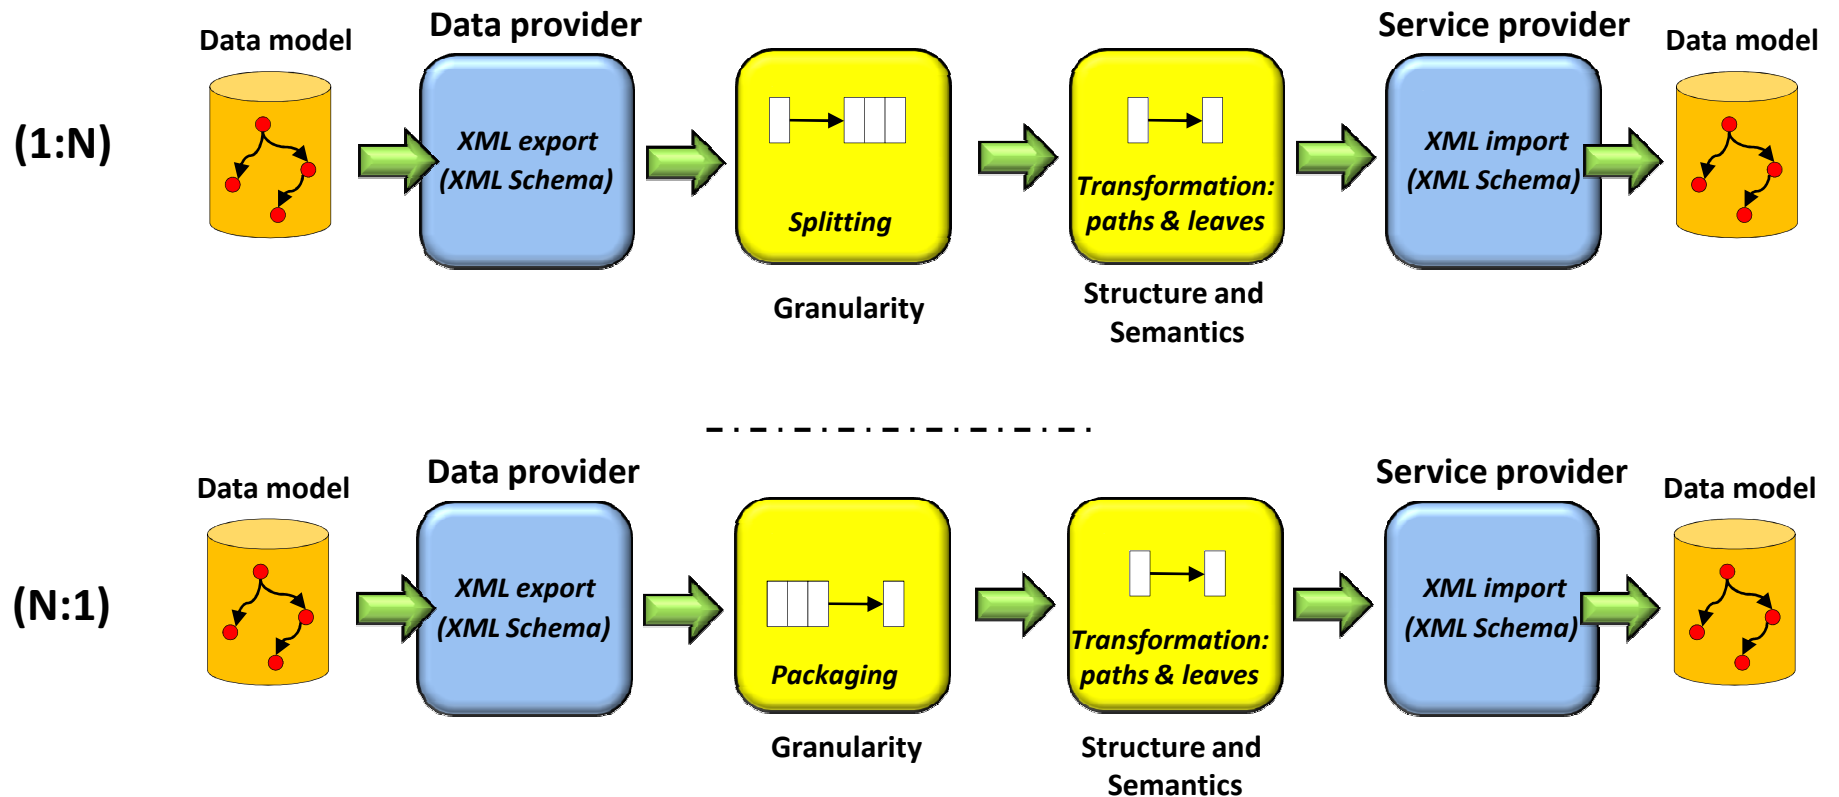 Data provider
Service provider
Data model
Data model
(1:N)
XML export
(XML Schema)
Splitting
Transformation:
paths & leaves
XML import
(XML Schema)
Granularity
Structure and
Semantics
Data provider
Service provider
Data model
Data model
(N:1)
XML export
(XML Schema)
Packaging
Transformation:
paths & leaves
XML import
(XML Schema)
Granularity
Structure and
Semantics